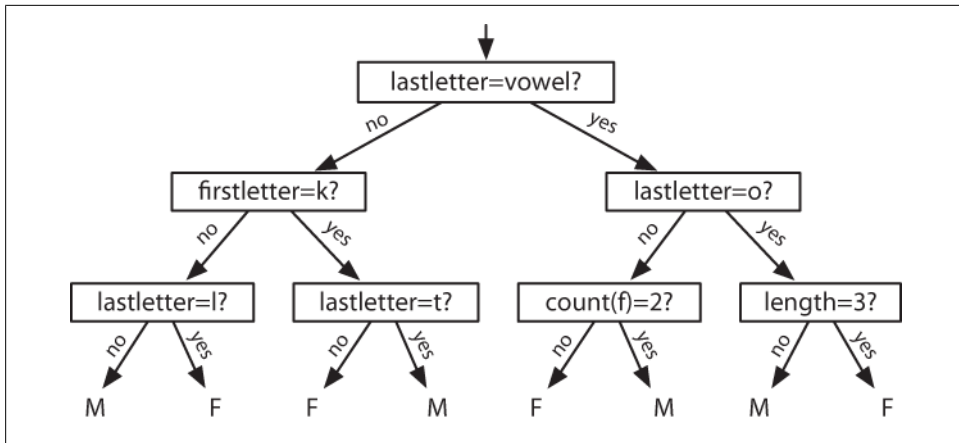 lastletter=vowel?
no yes
firstletter=k? lastletter=o?
no yes no yes
lastletter=l? lastletter=t? count(f)=2? length=3?
no yes no yes no yes no yes
M F F M F M M F